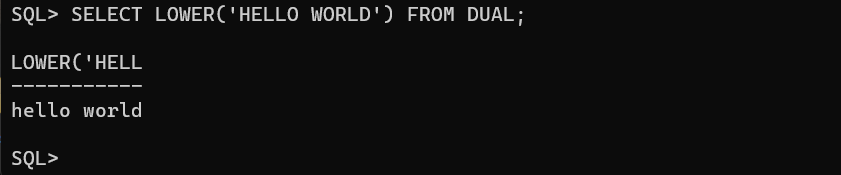 SQL> SELECT LOWER('HELLO WORLD') FROM DUAL;
LOWER('HELL
-----------
hello world
SQL>